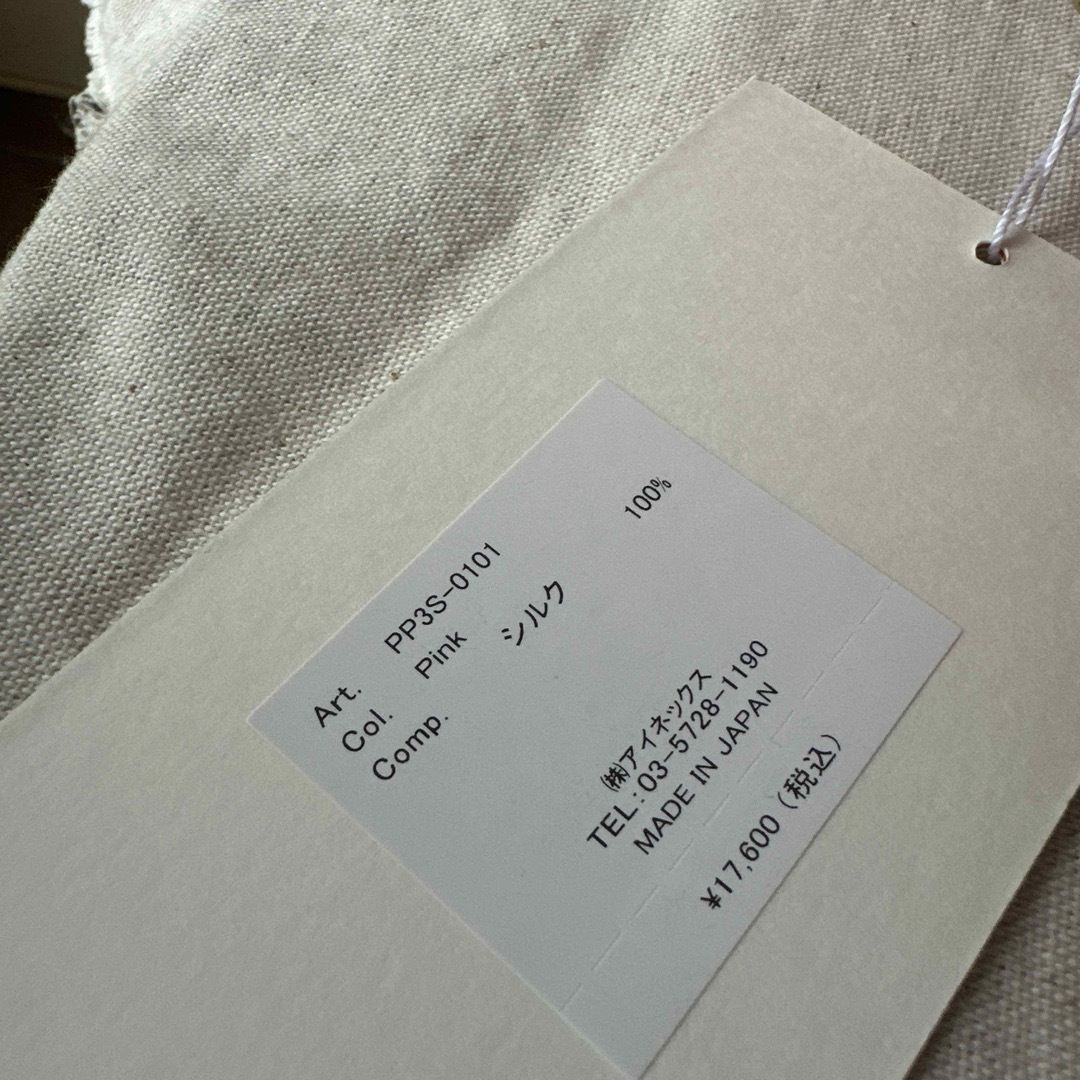 Art. PP3S-0101
Col. Pink
Comp. シルク 100%
㈱アイネックス
TEL:03-5728-1190
MADE IN JAPAN
¥17,600(税込)